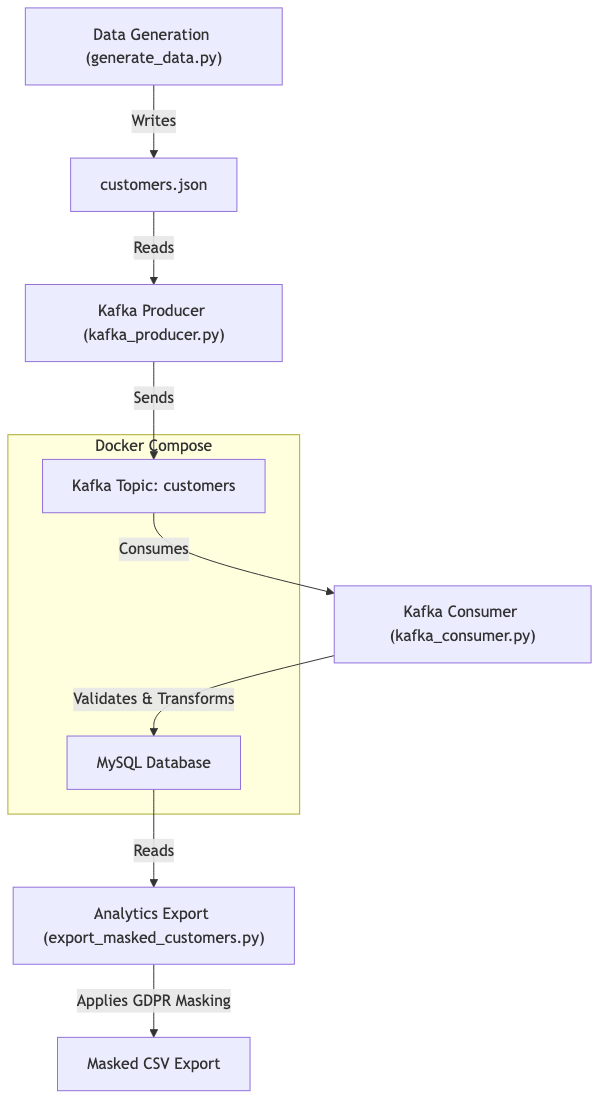 Data Generation
(generate_data.py)
Writes
customers.json
Reads
Kafka Producer
(kafka_producer.py)
Sends
Docker Compose
Kafka Topic: customers
Consumes
Kafka Consumer
(kafka_consumer.py)
Validates & Transforms
MySQL Database
Reads
Analytics Export
(export_masked_customers.py)
Applies GDPR Masking
Masked CSV Export